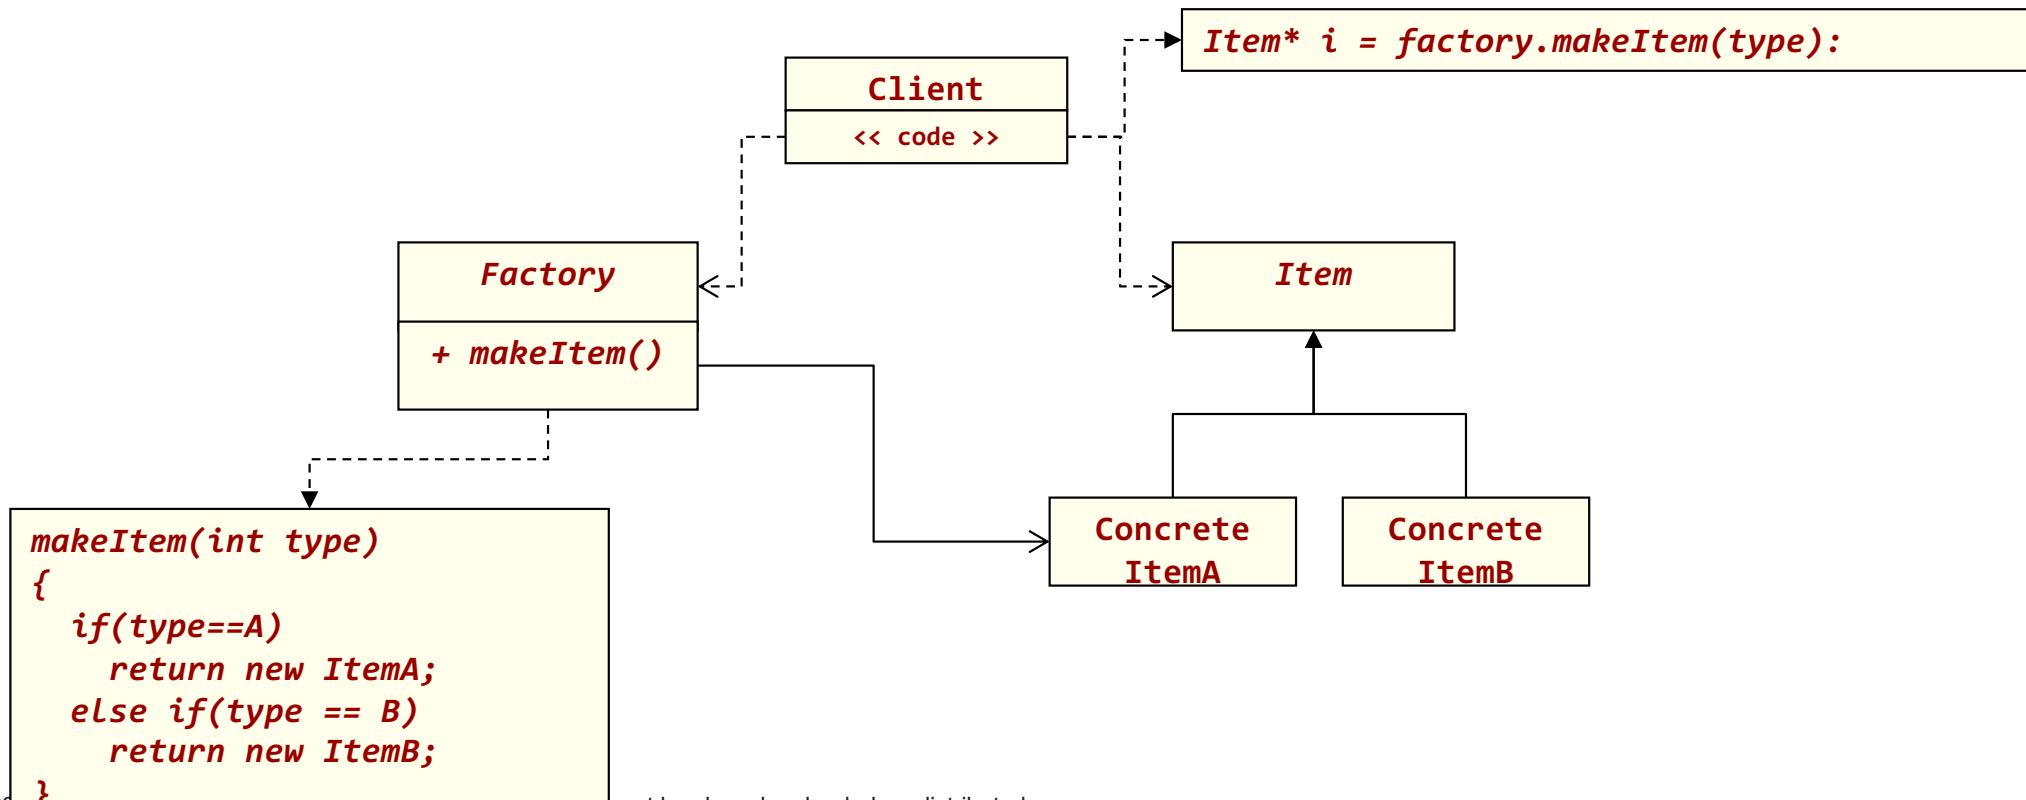 Item* i = factory.makeItem(type):
Client
<< code >>
Factory
+ makeItem()
Item
Concrete
ItemA
Concrete
ItemB
makeItem(int type)
{
if(type==A)
return new ItemA;
else if(type == B)
return new ItemB;
}